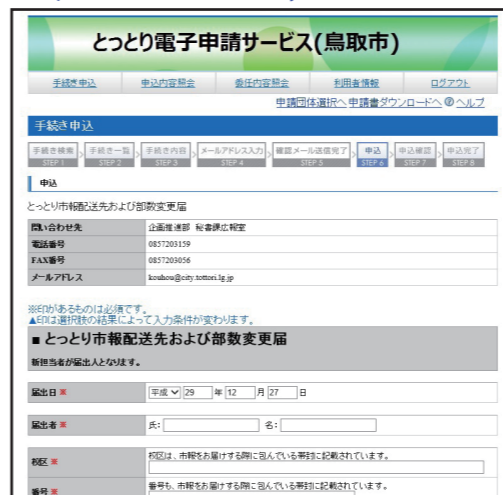 とっとり電子申請サービス(鳥取市)
手続き申込 申込内容照会 委任内容照会 利用者情報 ログアウト
申請団体選択へ 申請書ダウンロードへ ?ヘルプ
手続き申込
手続き検索 手続き一覧 手続き内容 メールアドレス入力 確認メール送信完了 申込 申込確認 申込完了
STEP 1 STEP 2 STEP 3 STEP 4 STEP 5 STEP 6 STEP 7 STEP 8
申込
とっとり市報配送先および部数変更届
問い合わせ先 企画推進部 秘書課広報室
電話番号 0857203159
FAX番号 0857203056
メールアドレス kouhou@city.tottori.lg.jp
※印があるものは必須です。
▲印は選択肢の結果によって入力条件が変わります。
■ とっとり市報配送先および部数変更届
新担当者が届出人となります。
届出日 ※ 平成 29 年 12 月 27 日
届出者 ※ 氏: 名:
校区は、市報をお届けする際に包んでいる帯封に記載されています。
校区 ※
番号も、市報をお届けする際に包んでいる帯封に記載されています。
番号 ※